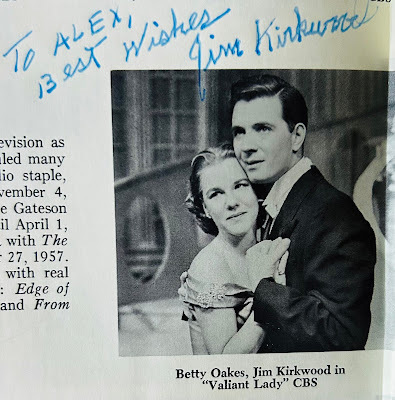 CBS
TO ALEX,
Best Wishes
Jim Kirkwood
evision as
many
io staple,
vember 4,
e Gateson
il April 1,
with The
27, 1957.
with real
: Edge of
and From
Betty Oakes, Jim Kirkwood in
"Valiant Lady" CBS